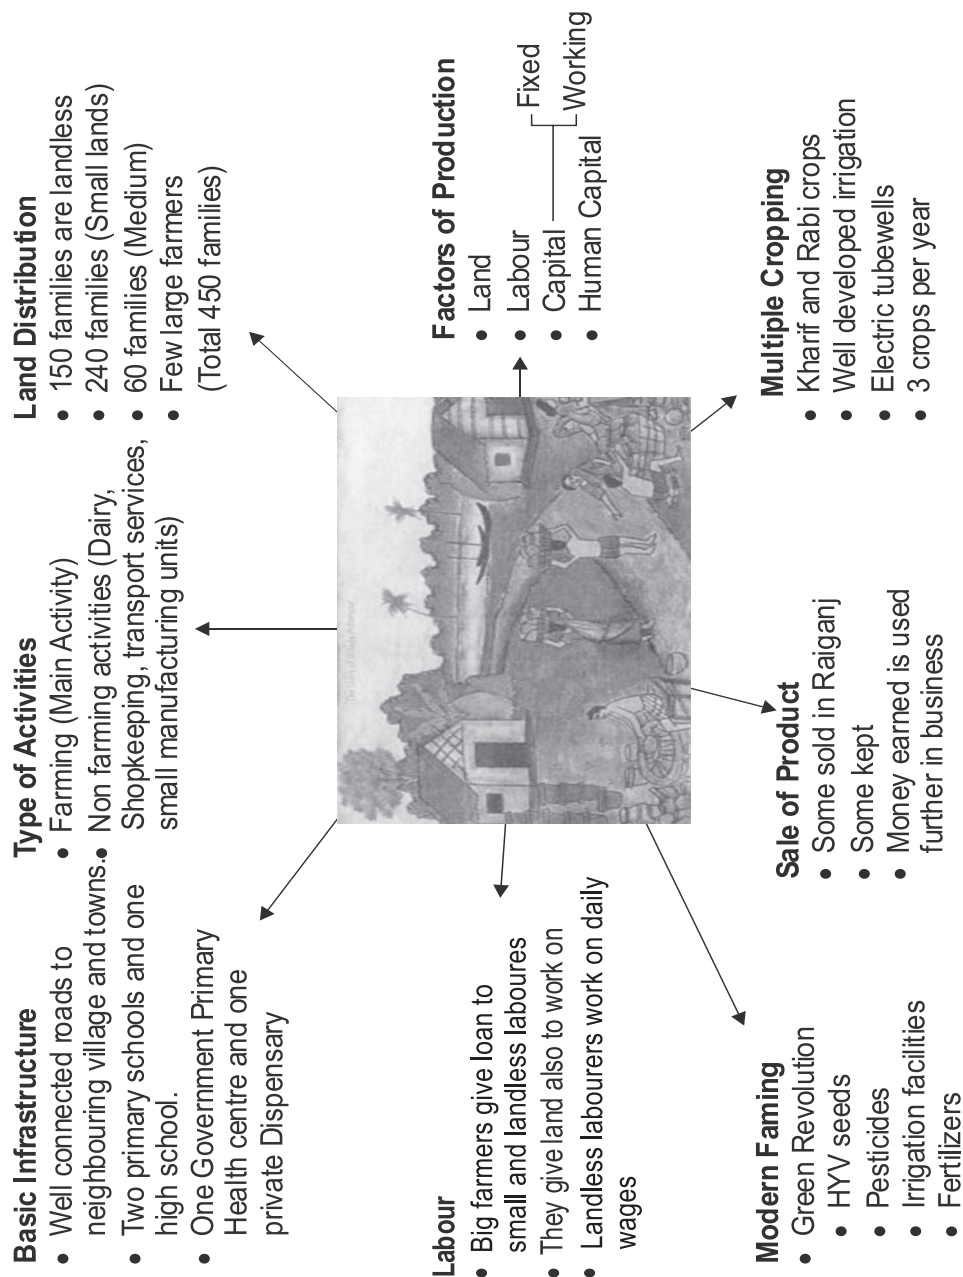 Basic Infrastructure
• Well connected roads to
neighbouring village and towns.
• Two primary schools and one
high school.
• One Government Primary
Health centre and one
private Dispensary
Type of Activities
• Farming (Main Activity)
• Non farming activities (Dairy,
Shopkeeping, transport services,
small manufacturing units)
Land Distribution
• 150 families are landless
• 240 families (Small lands)
• 60 families (Medium)
• Few large farmers
(Total 450 families)
Labour
• Big farmers give loan to
small and landless laboures
• They give land also to work on
• Landless labourers work on daily
wages
Factors of Production
• Land
• Labour
• Capital
Fixed
Working
• Human Capital
Modern Faming
• Green Revolution
• HYV seeds
• Pesticides
• Irrigation facilities
• Fertilizers
Sale of Product
• Some sold in Raiganj
• Some kept
• Money earned is used
further in business
Multiple Cropping
• Kharif and Rabi crops
• Well developed irrigation
• Electric tubewells
• 3 crops per year